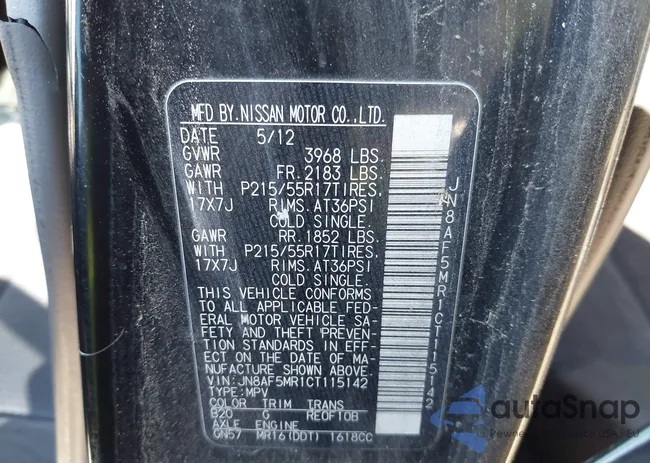 MFD BY.NISSAN MOTOR CO.,LTD.
DATE 5/12
GVWR 3968 LBS.
GAWR FR.2183 LBS.
WITH P215/55R17TIRES,
17X7J RIMS.AT36PSI
COLD SINGLE.
GAWR RR.1852 LBS.
WITH P215/55R17TIRES,
17X7J RIMS.AT36PSI
COLD SINGLE.
THIS VEHICLE CONFORMS
TO ALL APPLICABLE FED-
ERAL MOTOR VEHICLE SA-
FETY AND THEFT PREVEN-
TION STANDARDS IN EFF-
ECT ON THE DATE OF MA-
NUFACTURE SHOWN ABOVE.
VIN:JN8AF5MR1CT115142
TYPE:MPV
COLOR TRIM TRANS
B20 G RE0F10B
AXLE ENGINE
GN57 MR16(DDT) 1618CC
JN8AF5MR1CT115142
autoSnap